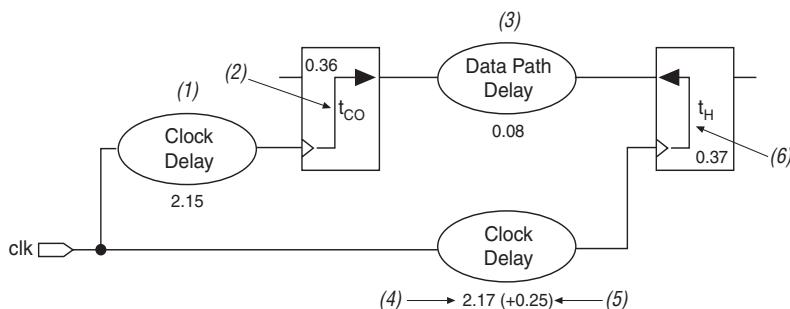 (3)
(2)
0.36
Data Path
Delay
(1)
t_CO
t_H
Clock
Delay
0.08
0.37
(6)
2.15
clk
Clock
Delay
(4)
2.17 (+0.25)
(5)